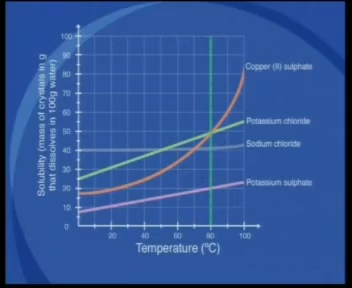 Solubility (mass of crystals in g
that dissolves in 100g water)
100
90
80
70
60
50
40
30
20
10
0
20
40
60
80
100
Temperature (ºC)
Copper (II) sulphate
Potassium chloride
Sodium chloride
Potassium sulphate